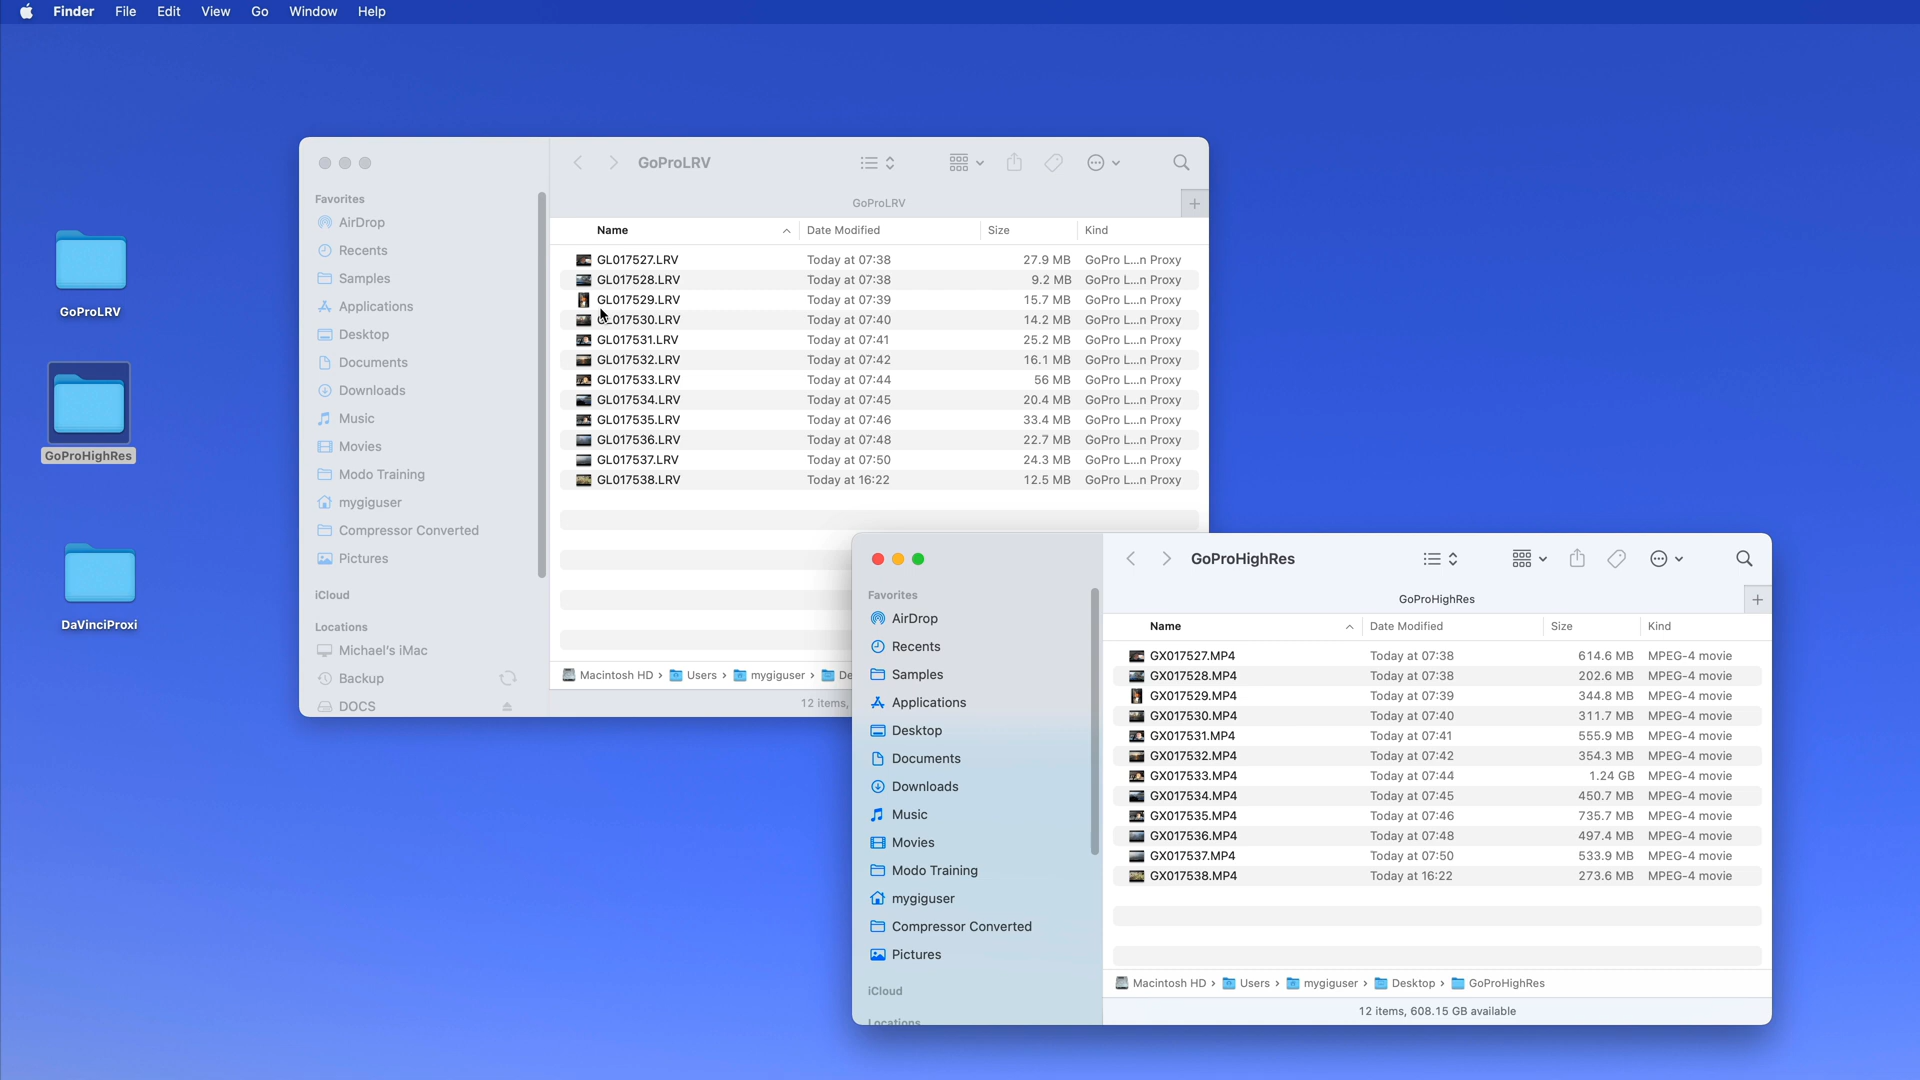 Finder File Edit View Go Window Help
GoProLRV
GoProHighRes
DaVinciProxi
GoProLRV
GoProLRV
Favorites
AirDrop
Recents
Samples
Applications
Desktop
Documents
Downloads
Music
Movies
Modo Training
mygiguser
Compressor Converted
Pictures
iCloud
Locations
Michael's iMac
Backup
DOCS
Name Date Modified Size Kind
GL017527.LRV Today at 07:38 27.9 MB GoPro L...n Proxy
GL017528.LRV Today at 07:38 9.2 MB GoPro L...n Proxy
GL017529.LRV Today at 07:39 15.7 MB GoPro L...n Proxy
GL017530.LRV Today at 07:40 14.2 MB GoPro L...n Proxy
GL017531.LRV Today at 07:41 25.2 MB GoPro L...n Proxy
GL017532.LRV Today at 07:42 16.1 MB GoPro L...n Proxy
GL017533.LRV Today at 07:44 56 MB GoPro L...n Proxy
GL017534.LRV Today at 07:45 20.4 MB GoPro L...n Proxy
GL017535.LRV Today at 07:46 33.4 MB GoPro L...n Proxy
GL017536.LRV Today at 07:48 22.7 MB GoPro L...n Proxy
GL017537.LRV Today at 07:50 24.3 MB GoPro L...n Proxy
GL017538.LRV Today at 16:22 12.5 MB GoPro L...n Proxy
Macintosh HD › Users › mygiguser › De
12 items,
GoProHighRes
GoProHighRes
Favorites
AirDrop
Recents
Samples
Applications
Desktop
Documents
Downloads
Music
Movies
Modo Training
mygiguser
Compressor Converted
Pictures
iCloud
Locations
Name Date Modified Size Kind
GX017527.MP4 Today at 07:38 614.6 MB MPEG-4 movie
GX017528.MP4 Today at 07:38 202.6 MB MPEG-4 movie
GX017529.MP4 Today at 07:39 344.8 MB MPEG-4 movie
GX017530.MP4 Today at 07:40 311.7 MB MPEG-4 movie
GX017531.MP4 Today at 07:41 555.9 MB MPEG-4 movie
GX017532.MP4 Today at 07:42 354.3 MB MPEG-4 movie
GX017533.MP4 Today at 07:44 1.24 GB MPEG-4 movie
GX017534.MP4 Today at 07:45 450.7 MB MPEG-4 movie
GX017535.MP4 Today at 07:46 735.7 MB MPEG-4 movie
GX017536.MP4 Today at 07:48 497.4 MB MPEG-4 movie
GX017537.MP4 Today at 07:50 533.9 MB MPEG-4 movie
GX017538.MP4 Today at 16:22 273.6 MB MPEG-4 movie
Macintosh HD › Users › mygiguser › Desktop › GoProHighRes
12 items, 608.15 GB available